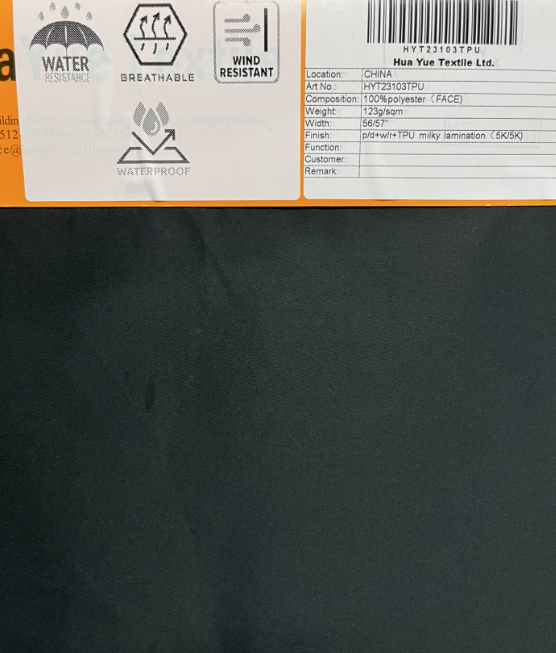 WATER
RESISTANCE
BREATHABLE
WIND
RESISTANT
WATERPROOF
HYT23103TPU
Hua Yue Textile Ltd.
Location: CHINA
Art No.: HYT23103TPU
Composition: 100%polyester（FACE)
Weight: 123g/sqm
Width: 56/57"
Finish: p/d+w/r+TPU milky lamination（5K/5K)
Function:
Customer:
Remark: